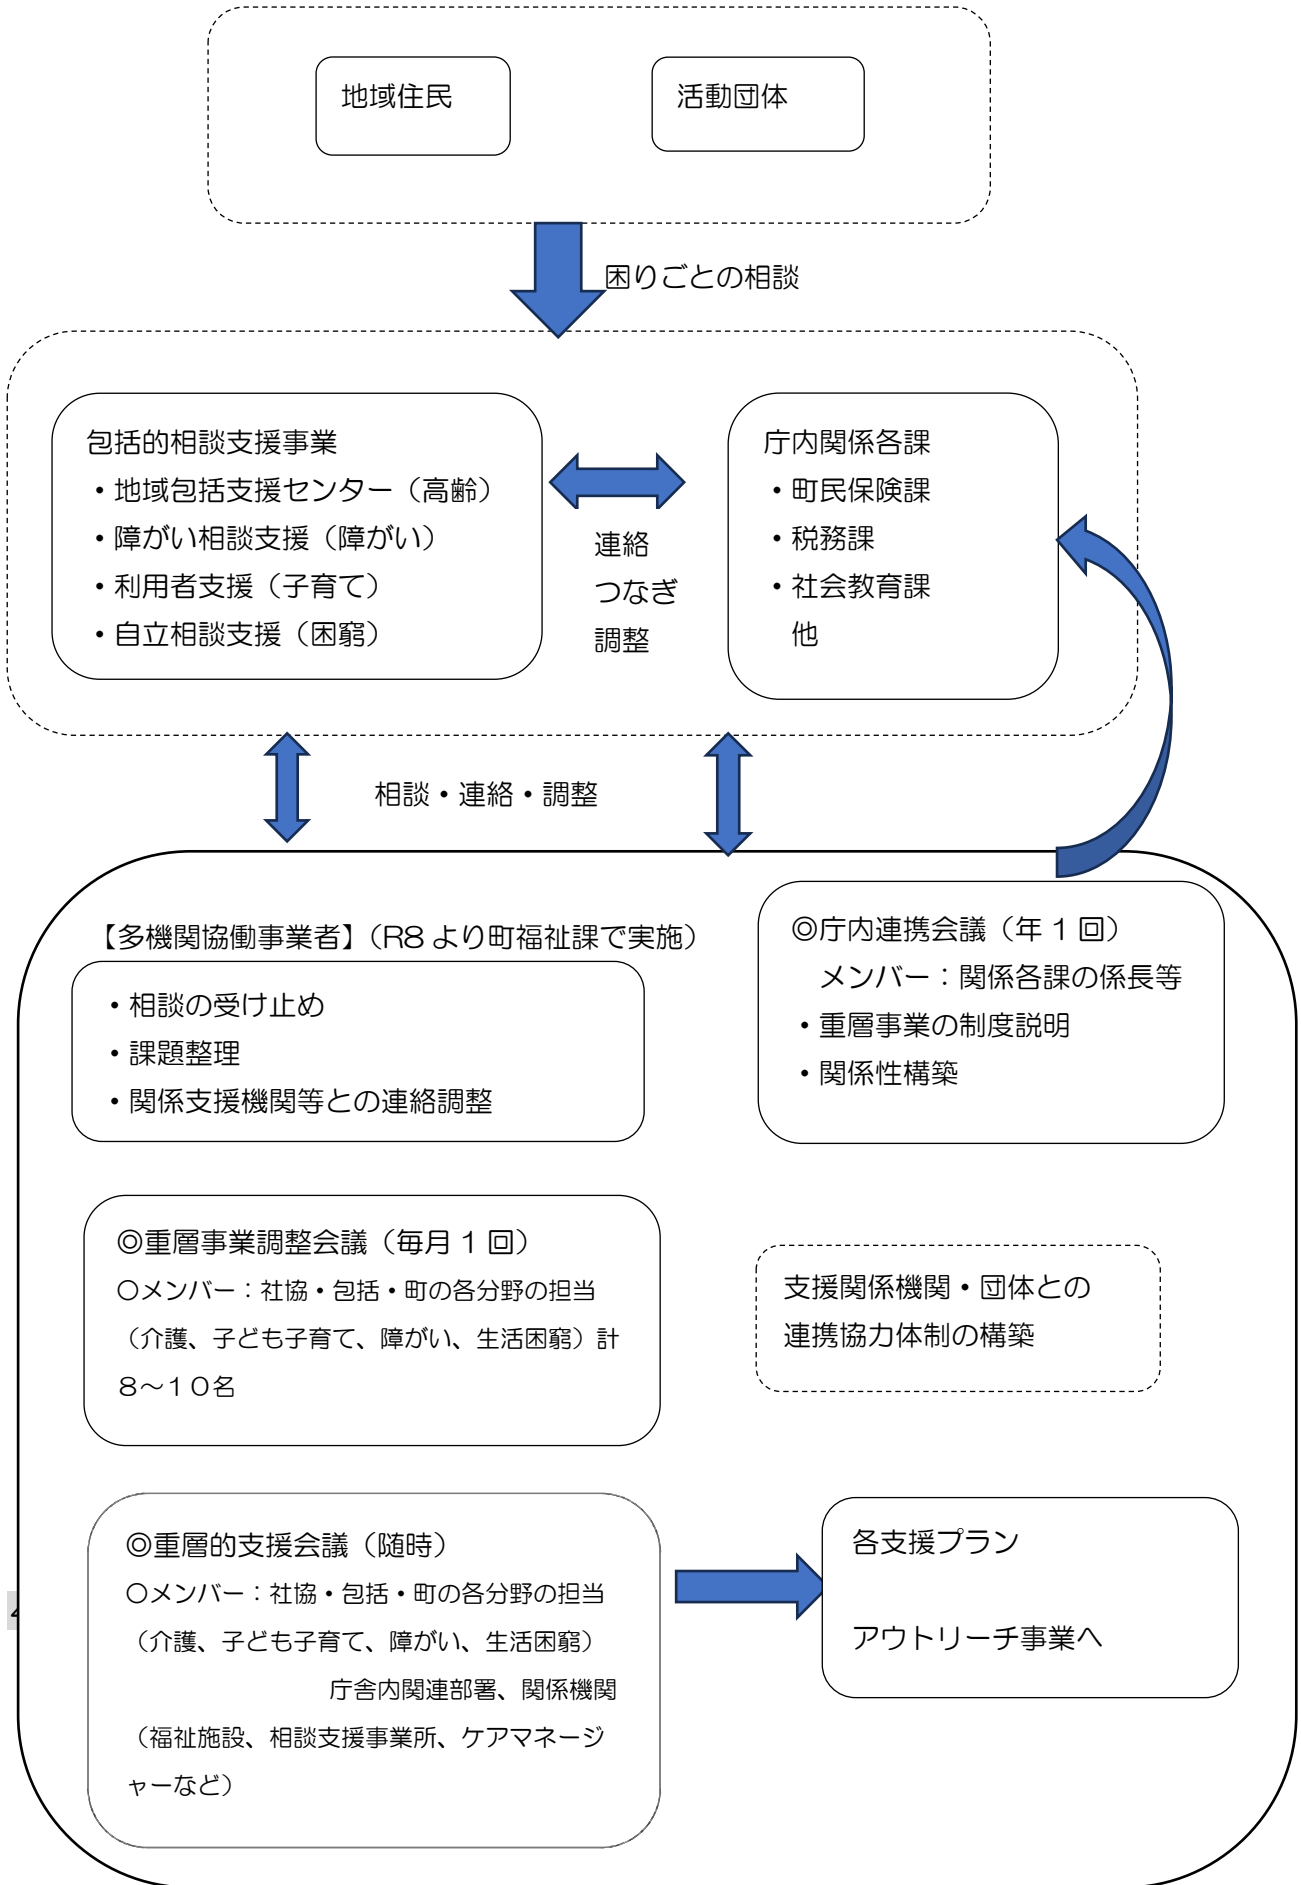 地域住民
活動団体
困りごとの相談
包括的相談支援事業
・地域包括支援センター（高齢）
・障がい相談支援（障がい）
・利用者支援（子育て）
・自立相談支援（困窮）
連絡
つなぎ
調整
庁内関係各課
・町民保険課
・税務課
・社会教育課
他
相談・連絡・調整
【多機関協働事業者】（R8 より町福祉課で実施）
・相談の受け止め
・課題整理
・関係支援機関等との連絡調整
◎庁内連携会議（年 1 回）
メンバー：関係各課の係長等
・重層事業の制度説明
・関係性構築
◎重層事業調整会議（毎月 1 回）
〇メンバー：社協・包括・町の各分野の担当
（介護、子ども子育て、障がい、生活困窮）計
８～１０名
支援関係機関・団体との
連携協力体制の構築
◎重層的支援会議（随時）
〇メンバー：社協・包括・町の各分野の担当
（介護、子ども子育て、障がい、生活困窮）
庁舎内関連部署、関係機関
（福祉施設、相談支援事業所、ケアマネージ
ャーなど）
各支援プラン
アウトリーチ事業へ